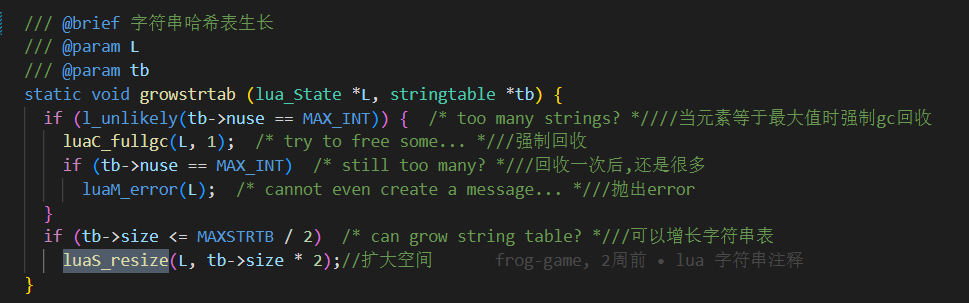 /// @brief 字符串哈希表生长
/// @param L
/// @param tb
static void growstrtab (lua_State *L, stringtable *tb) {
  if (l_unlikely(tb->nuse == MAX_INT)) {  /* too many strings? *////当元素等于最大值时强制gc回收
    luaC_fullgc(L, 1);  /* try to free some... *///强制回收
    if (tb->nuse == MAX_INT)  /* still too many? *///回收一次后,还是很多
      luaM_error(L);  /* cannot even create a message... *///抛出error
  }
  if (tb->size <= MAXSTRTB / 2)  /* can grow string table? *///可以增长字符串表
    luaS_resize(L, tb->size * 2);//扩大空间      frog-game, 2周前 • lua 字符串注释
}